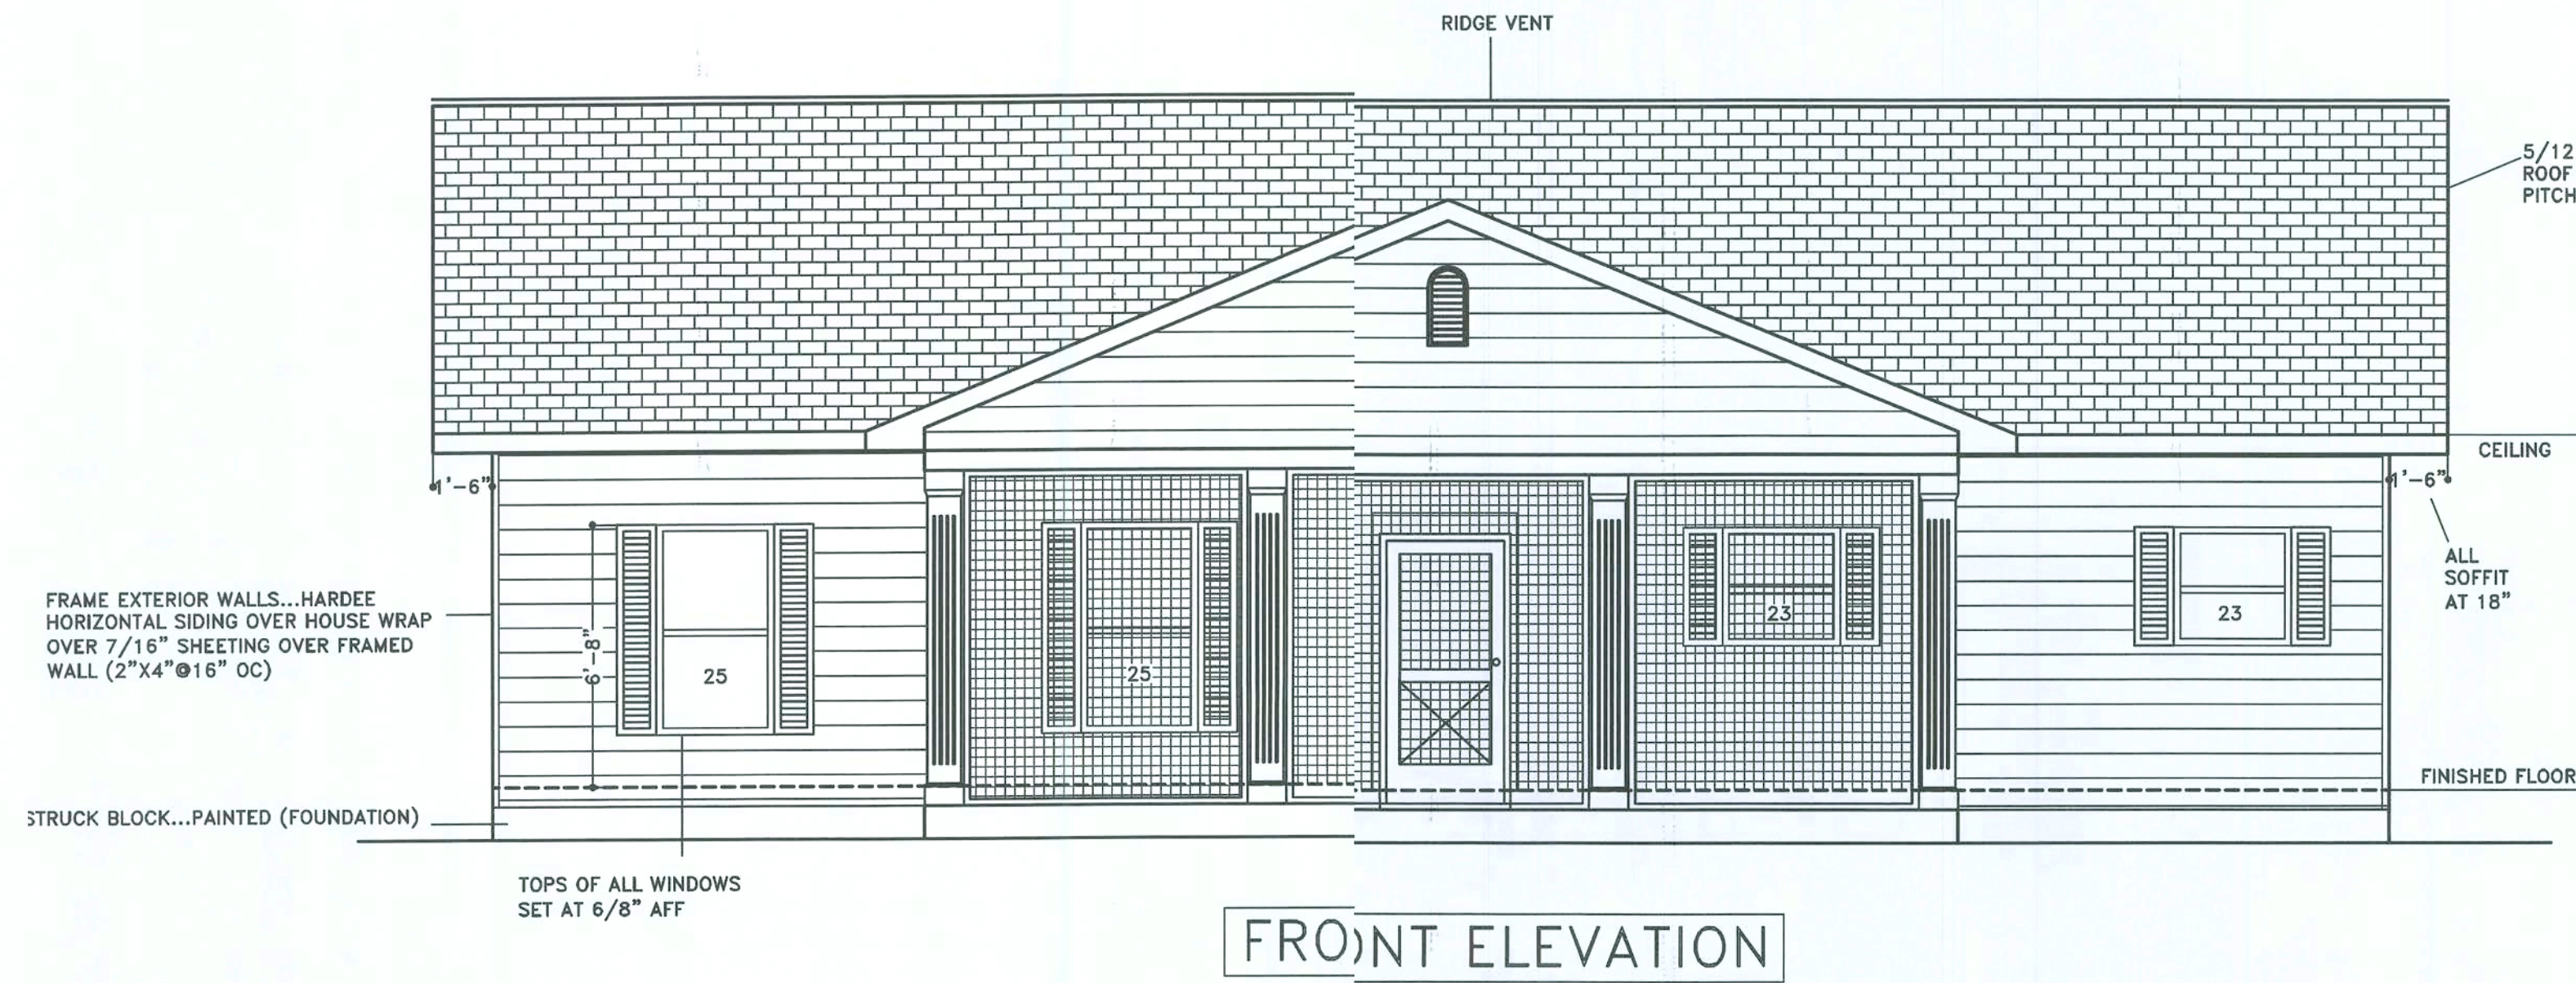 RIDGE VENT
5/12
ROOF
PITCH
CEILING
1'-6"
1'-6"
ALL
SOFFIT
AT 18"
FRAME EXTERIOR WALLS...HARDEE
HORIZONTAL SIDING OVER HOUSE WRAP
OVER 7/16" SHEETING OVER FRAMED
WALL (2"X4"@16" OC)
6'-8"
25
25
23
23
FINISHED FLOOR
STRUCK BLOCK...PAINTED (FOUNDATION)
TOPS OF ALL WINDOWS
SET AT 6/8" AFF
FRONT ELEVATION